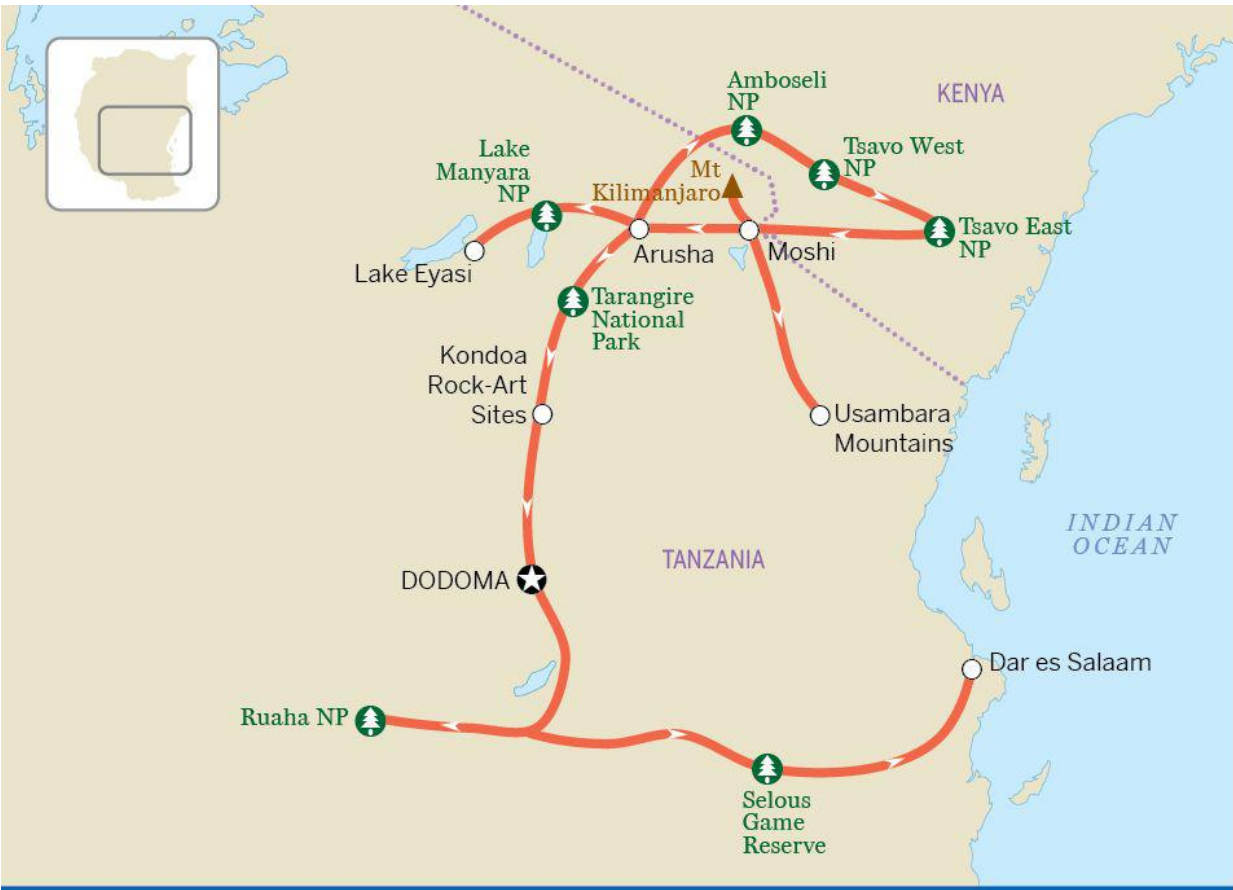 Amboseli
NP
KENYA
Tsavo West
NP
Lake
Manyara
NP
Mt
Kilimanjaro
Tsavo East
NP
Arusha
Moshi
Lake Eyasi
Tarangire
National
Park
Kondoa
Rock-Art
Sites
Usambara
Mountains
INDIAN
OCEAN
TANZANIA
DODOMA
Dar es Salaam
Ruaha NP
Selous
Game
Reserve